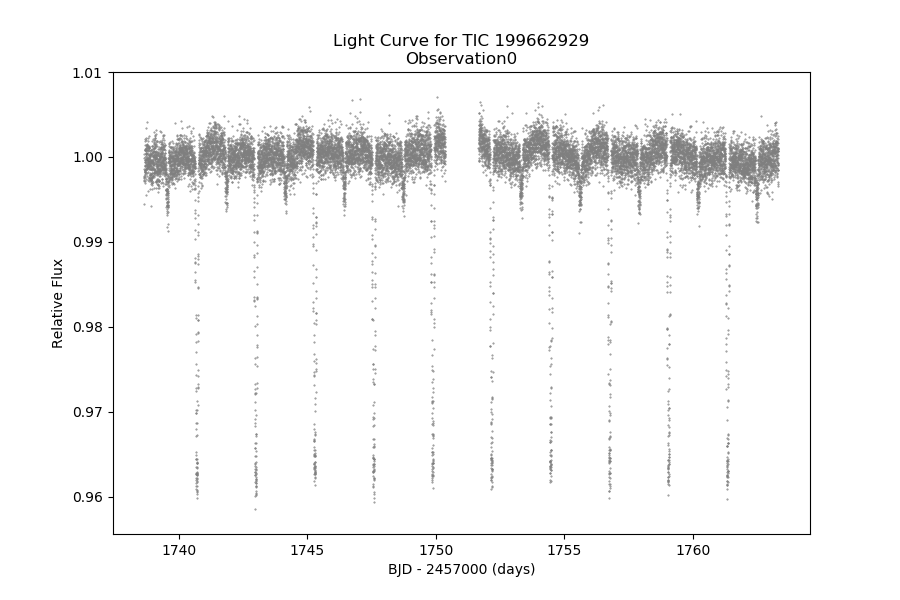 Light Curve for TIC 199662929
Observation0
1.01
1.00
0.99
0.98
0.97
0.96
Relative Flux
1740
1745
1750
1755
1760
BJD - 2457000 (days)